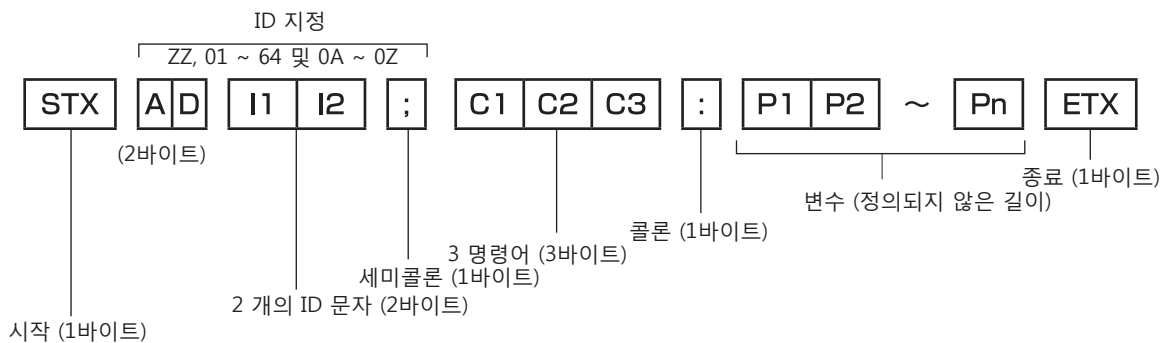 ID 지정
ZZ, 01 ~ 64 및 0A ~ 0Z
STX A D I1 I2 ; C1 C2 C3 : P1 P2 ~ Pn ETX
(2바이트)
종료 (1바이트)
변수 (정의되지 않은 길이)
콜론 (1바이트)
3 명령어 (3바이트)
세미콜론 (1바이트)
2 개의 ID 문자 (2바이트)
시작 (1바이트)